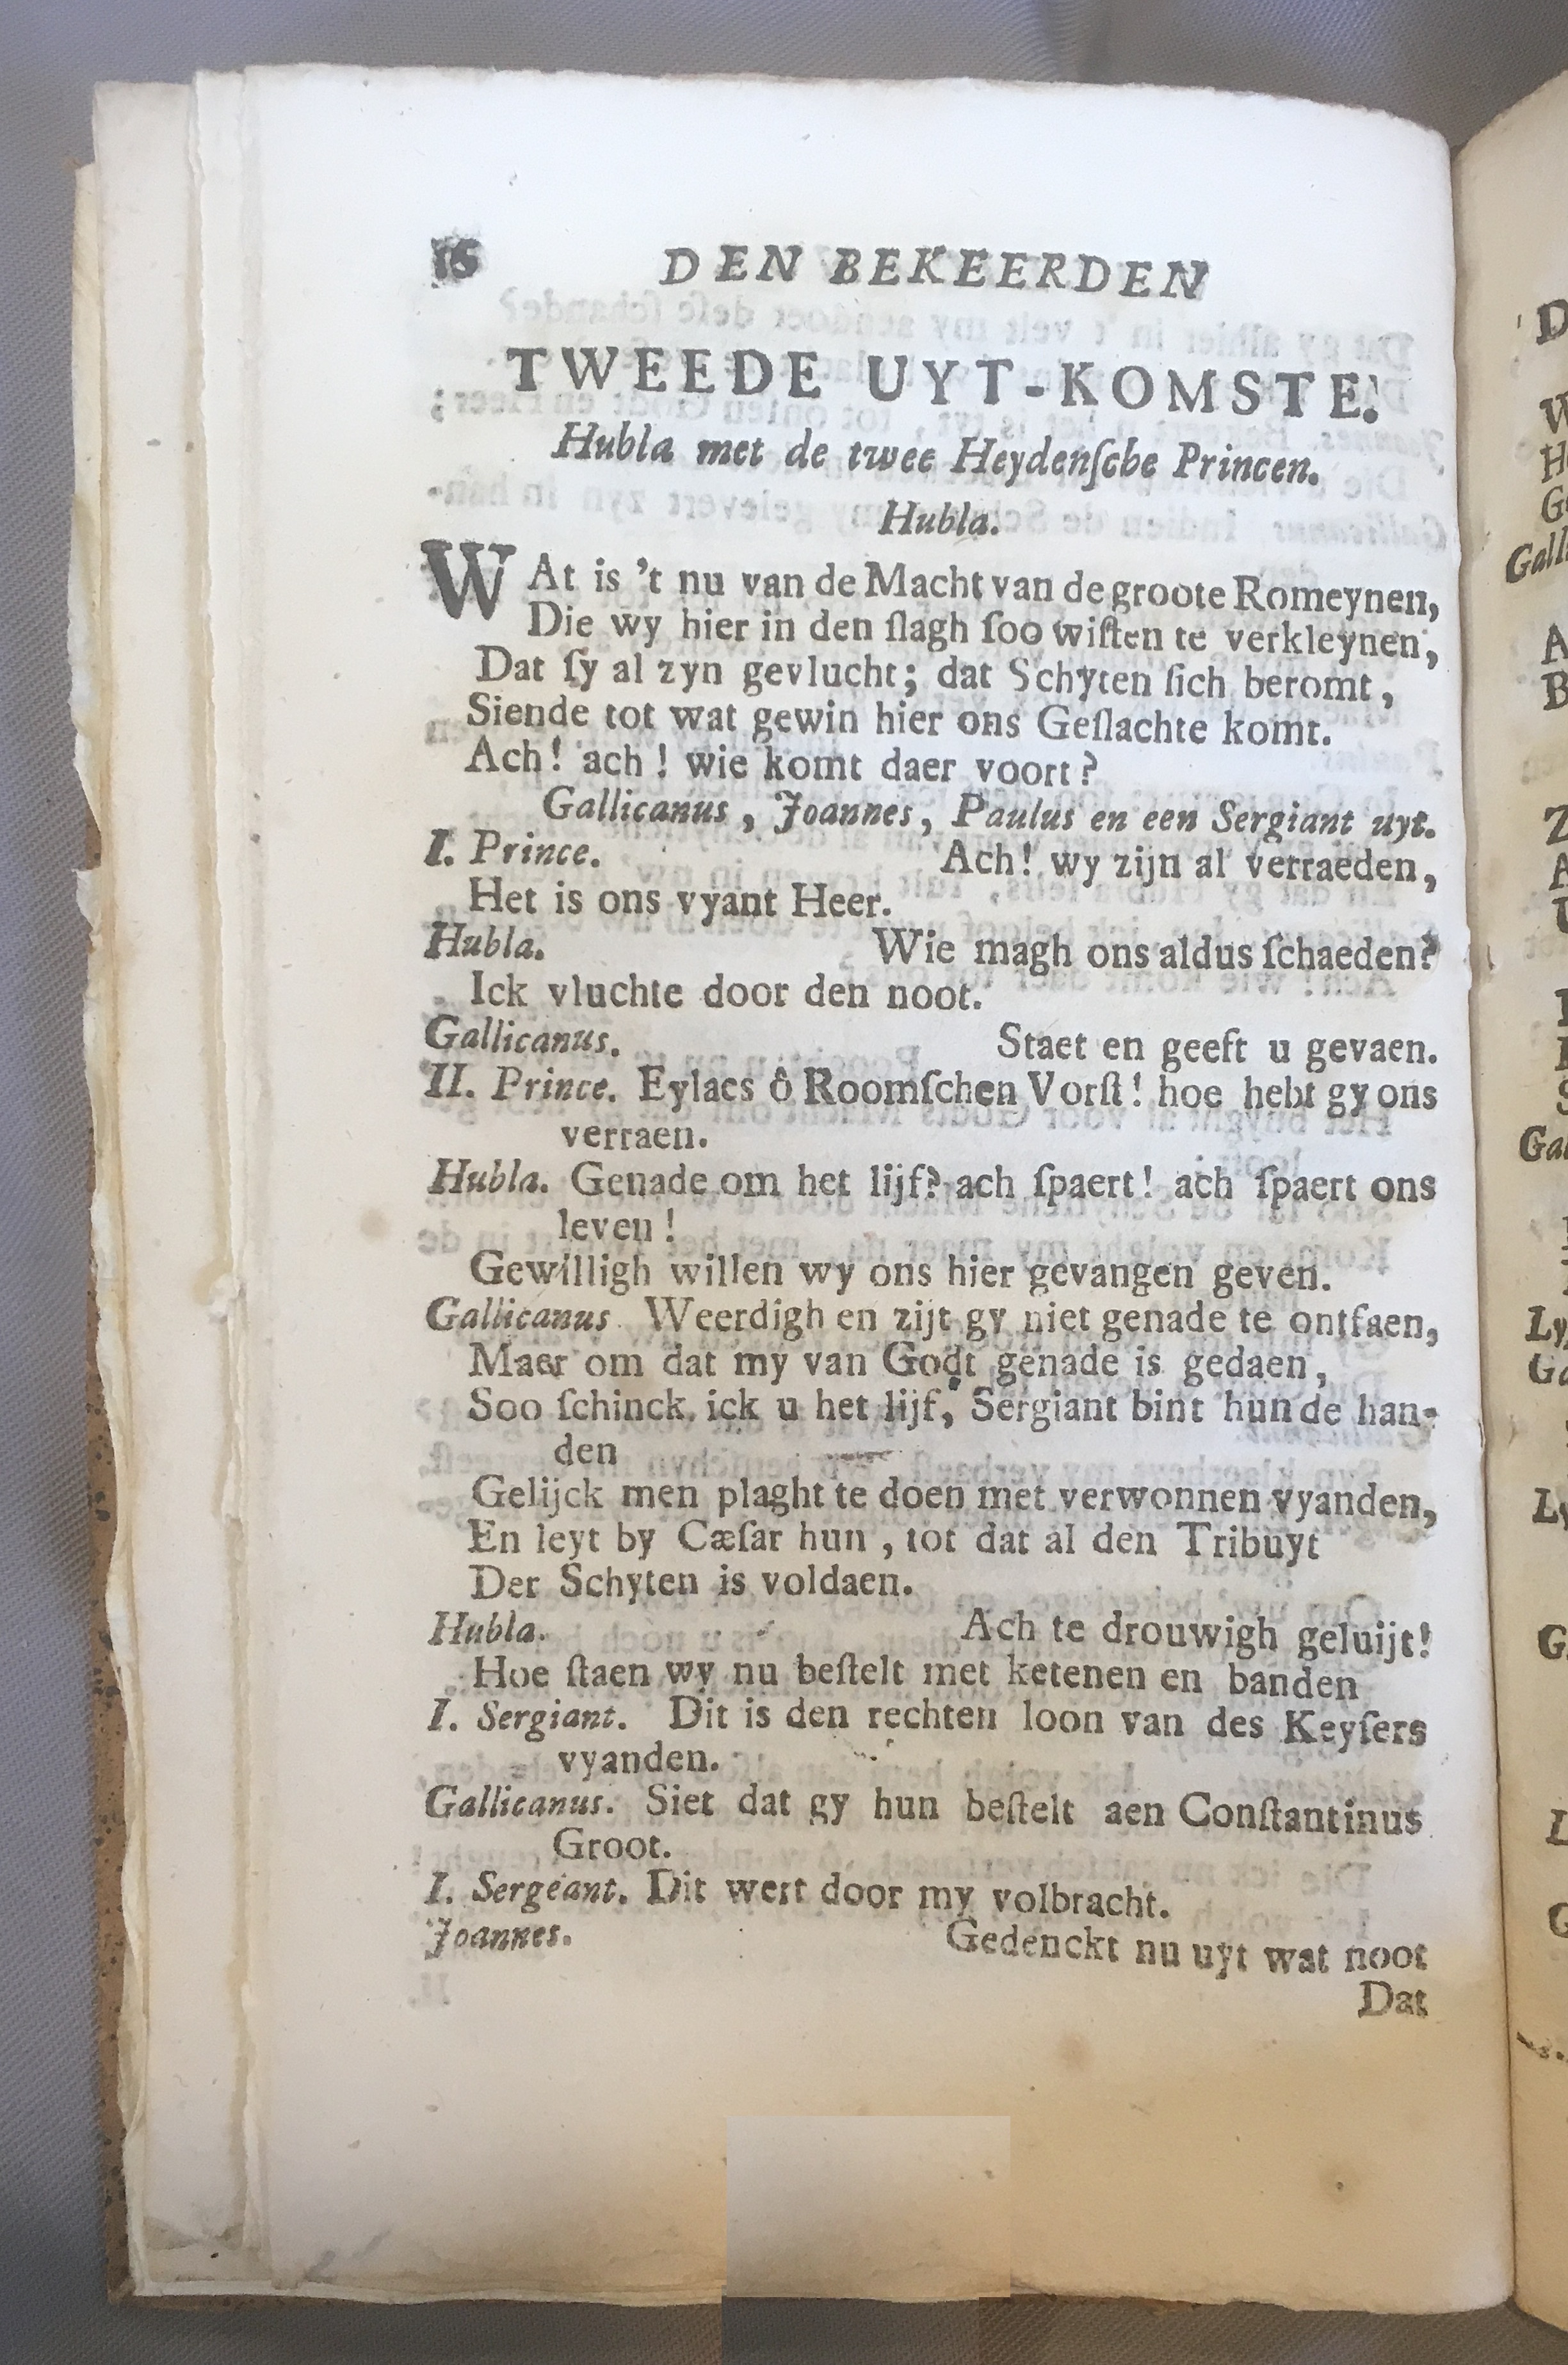 16 DEN BEKEERDEN
TWEEDE UYT-KOMSTE.
Hubla met de twee Heydenſche Princen.
Hubla.
WAt is 't nu van de Macht van de groote Romeynen,
Die wy hier in den ſlagh ſoo wiſten te verkleynen,
Dat ſy al zyn gevlucht; dat Schyten ſich beromt,
Siende tot wat gewin hier ons Geſlachte komt.
Ach! ach! wie komt daer voort?
Gallicanus, Joannes, Paulus en een Sergiant uyt.
I. Prince. Ach! wy zijn al verraeden,
Het is ons vyant Heer.
Hubla. Wie magh ons aldus ſchaeden?
Ick vluchte door den noot.
Gallicanus. Staet en geeft u gevaen.
II. Prince. Eylaes ô Roomſchen Vorſt! hoe hebt gy ons
verraen.
Hubla. Genade om het lijf? ach ſpaert! ach ſpaert ons
leven!
Gewilligh willen wy ons hier gevangen geven.
Gallicanus. Weerdigh en zijt gy niet genade te ontfaen,
Maer om dat my van Godt genade is gedaen,
Soo ſchinck ick u het lijf, Sergiant bint hun de han-
den
Gelijck men plaght te doen met verwonnen vyanden,
En leyt by Cæſar hun, tot dat al den Tribuyt
Der Schyten is voldaen.
Hubla. Ach te drouwigh geluijt!
Hoe ſtaen wy nu beſtelt met ketenen en banden
I. Sergiant. Dit is den rechten loon van des Keyſers
vyanden.
Gallicanus. Siet dat gy hun beſtelt aen Conſtantinus
Groot.
I. Sergeant. Dit wert door my volbracht.
Joannes. Gedenckt nu uyt wat noot
Dat